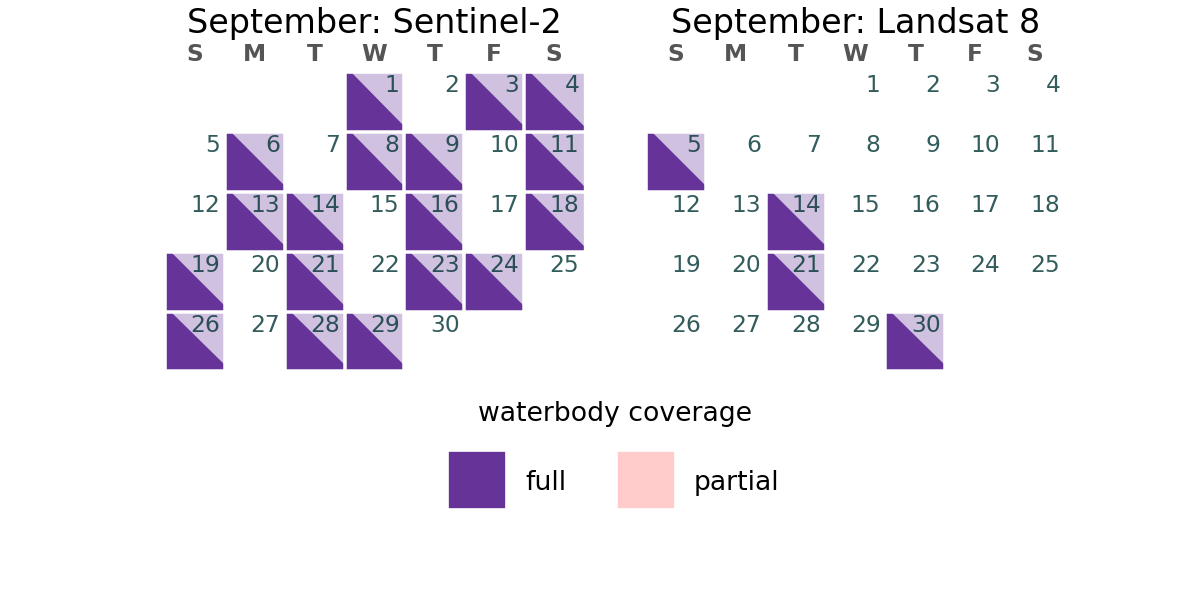 September: Sentinel-2
S M T W T F S
1 2 3 4
5 6 7 8 9 10 11
12 13 14 15 16 17 18
19 20 21 22 23 24 25
26 27 28 29 30
September: Landsat 8
S M T W T F S
1 2 3 4
5 6 7 8 9 10 11
12 13 14 15 16 17 18
19 20 21 22 23 24 25
26 27 28 29 30
waterbody coverage
full partial